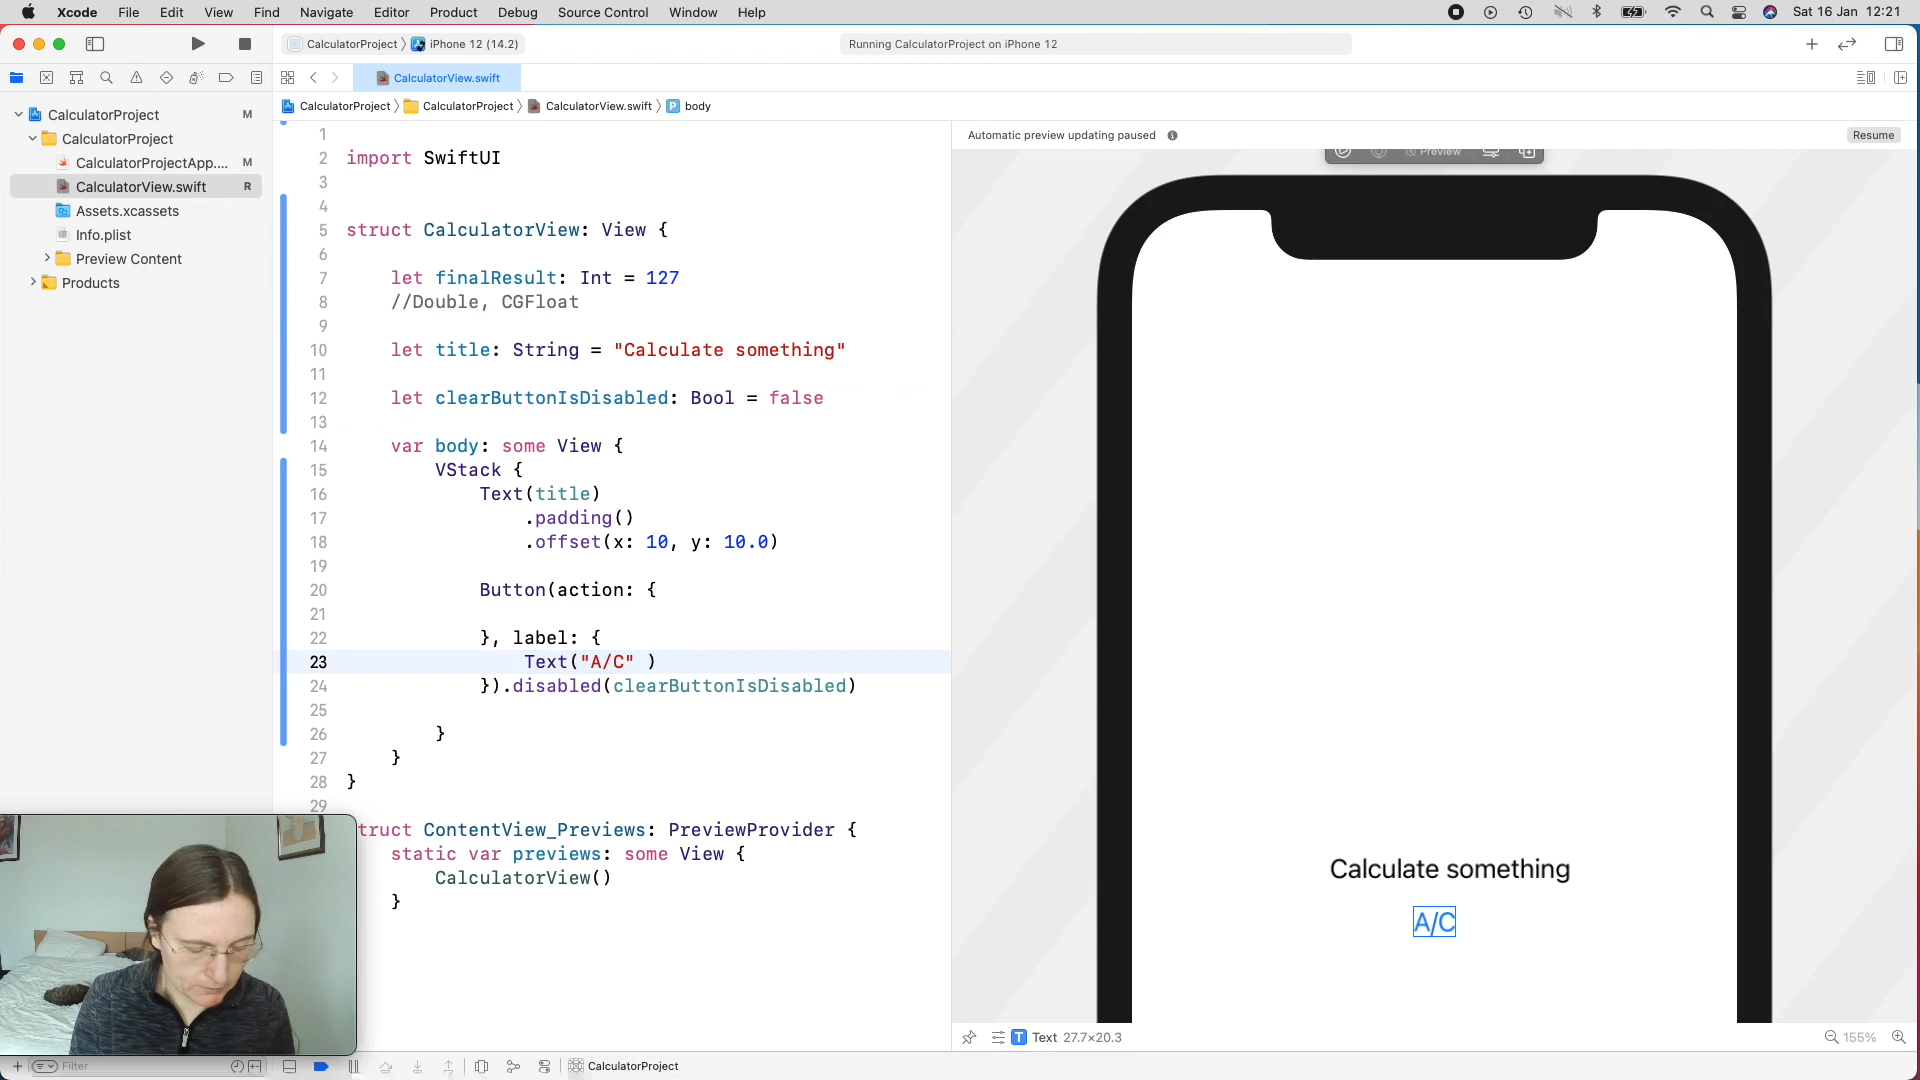 Xcode File Edit View Find Navigate Editor Product Debug Source Control Window Help Sat 16 Jan 12:21
CalculatorProject iPhone 12 (14.2) Running CalculatorProject on iPhone 12
CalculatorView.swift
CalculatorProject CalculatorProject CalculatorView.swift P body
CalculatorProject M
CalculatorProject
CalculatorProjectApp.... M
CalculatorView.swift R
Assets.xcassets
Info.plist
Preview Content
Products
1
2 import SwiftUI
3
4
5 struct CalculatorView: View {
6
7 let finalResult: Int = 127
8 //Double, CGFloat
9
10 let title: String = "Calculate something"
11
12 let clearButtonIsDisabled: Bool = false
13
14 var body: some View {
15 VStack {
16 Text(title)
17 .padding()
18 .offset(x: 10, y: 10.0)
19
20 Button(action: {
21
22 }, label: {
23 Text("A/C" )
24 }).disabled(clearButtonIsDisabled)
25
26 }
27 }
28 }
29
truct ContentView_Previews: PreviewProvider {
static var previews: some View {
CalculatorView()
}
Automatic preview updating paused Resume
Preview
Calculate something
A/C
T Text 27.7×20.3 155%
Filter
CalculatorProject